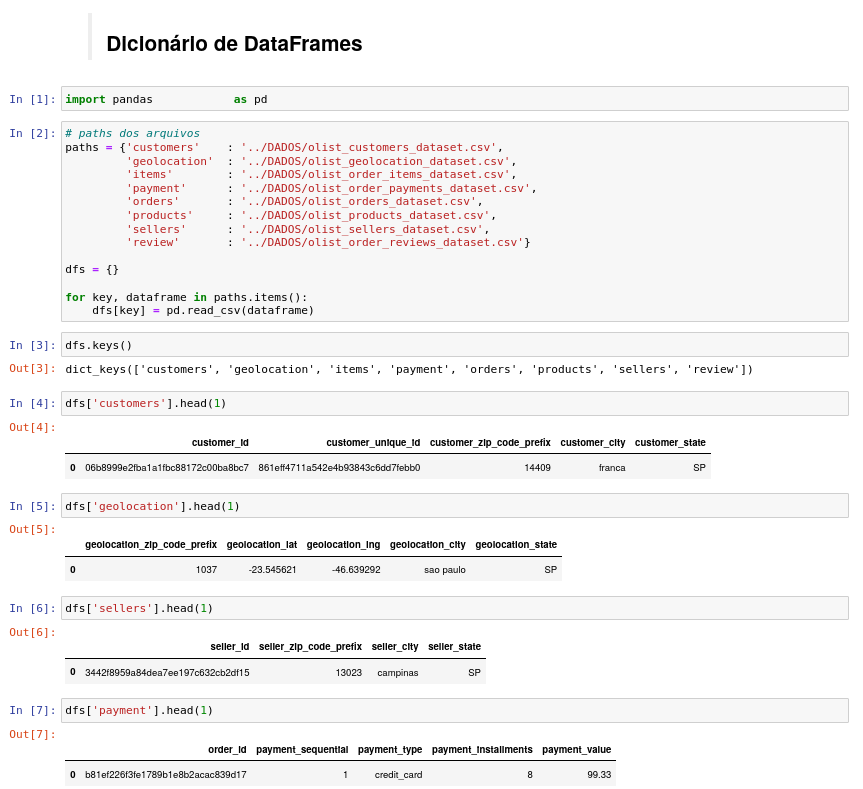 Dicionário de DataFrames
In [1]: import pandas            as pd
In [2]: # paths dos arquivos
paths = {'customers'    : '../DADOS/olist_customers_dataset.csv',
         'geolocation'  : '../DADOS/olist_geolocation_dataset.csv',
         'items'        : '../DADOS/olist_order_items_dataset.csv',
         'payment'      : '../DADOS/olist_order_payments_dataset.csv',
         'orders'       : '../DADOS/olist_orders_dataset.csv',
         'products'     : '../DADOS/olist_products_dataset.csv',
         'sellers'      : '../DADOS/olist_sellers_dataset.csv',
         'review'       : '../DADOS/olist_order_reviews_dataset.csv'}
dfs = {}
for key, dataframe in paths.items():
    dfs[key] = pd.read_csv(dataframe)
In [3]: dfs.keys()
Out[3]: dict_keys(['customers', 'geolocation', 'items', 'payment', 'orders', 'products', 'sellers', 'review'])
In [4]: dfs['customers'].head(1)
Out[4]:
customer_id customer_unique_id customer_zip_code_prefix customer_city customer_state
0 06b8999e2fba1a1fbc88172c00ba8bc7 861eff4711a542e4b93843c6dd7febb0 14409 franca SP
In [5]: dfs['geolocation'].head(1)
Out[5]:
geolocation_zip_code_prefix geolocation_lat geolocation_lng geolocation_city geolocation_state
0 1037 -23.545621 -46.639292 sao paulo SP
In [6]: dfs['sellers'].head(1)
Out[6]:
seller_id seller_zip_code_prefix seller_city seller_state
0 3442f8959a84dea7ee197c632cb2df15 13023 campinas SP
In [7]: dfs['payment'].head(1)
Out[7]:
order_id payment_sequential payment_type payment_installments payment_value
0 b81ef226f3fe1789b1e8b2acac839d17 1 credit_card 8 99.33